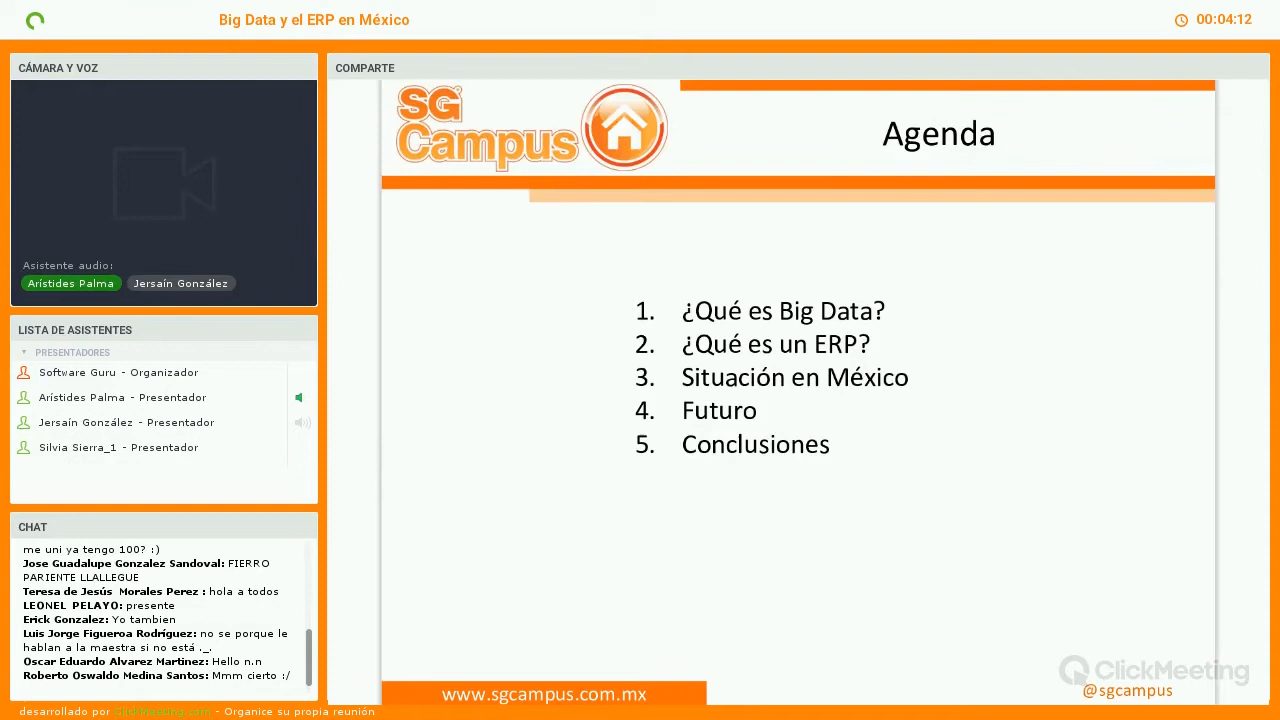 Big Data y el ERP en México
00:04:12
CÁMARA Y VOZ
Asistente audio:
Arístides Palma
Jersaín González
LISTA DE ASISTENTES
PRESENTADORES
Software Guru - Organizador
Arístides Palma - Presentador
Jersaín González - Presentador
Silvia Sierra_1 - Presentador
CHAT
me uni ya tengo 100? :)
Jose Guadalupe Gonzalez Sandoval: FIERRO
PARIENTE LLALLEGUE
Teresa de Jesús Morales Perez : hola a todos
LEONEL PELAYO: presente
Erick Gonzalez: Yo tambien
Luis Jorge Figueroa Rodríguez: no se porque le
hablan a la maestra si no está ._.
Oscar Eduardo Alvarez Martinez: Hello n.n
Roberto Oswaldo Medina Santos: Mmm cierto :/
COMPARTE
SG
Campus
Agenda
1. ¿Qué es Big Data?
2. ¿Qué es un ERP?
3. Situación en México
4. Futuro
5. Conclusiones
ClickMeeting
www.sgcampus.com.mx
@sgcampus
desarrollado por ClickMeeting.com - Organice su propia reunión